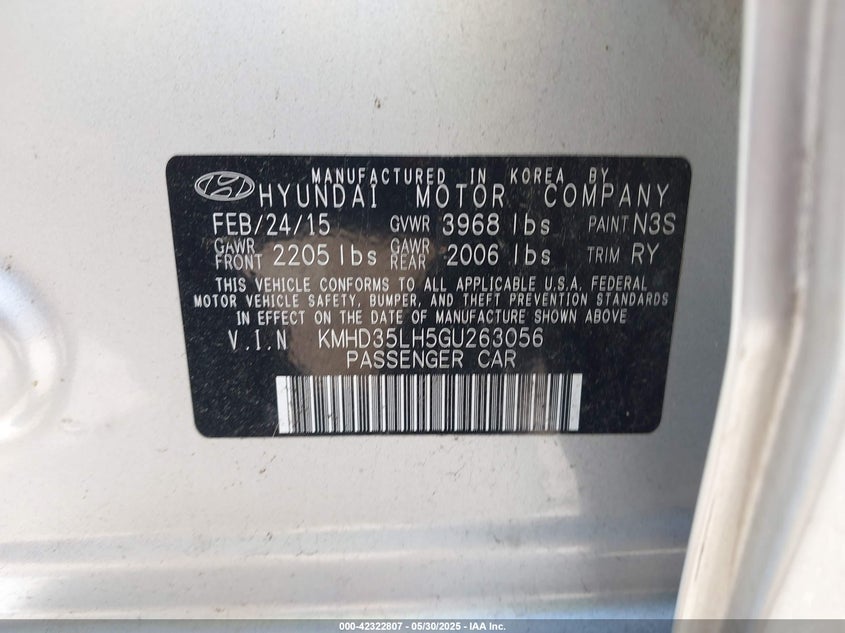 MANUFACTURED IN KOREA BY
HYUNDAI MOTOR COMPANY
FEB/24/15 GVWR 3968 lbs PAINT N3S
GAWR FRONT 2205 lbs GAWR REAR 2006 lbs TRIM RY
THIS VEHICLE CONFORMS TO ALL APPLICABLE U.S.A. FEDERAL
MOTOR VEHICLE SAFETY, BUMPER, AND THEFT PREVENTION STANDARDS
IN EFFECT ON THE DATE OF MANUFACTURE SHOWN ABOVE
V.I.N KMHD35LH5GU263056
PASSENGER CAR
000-42322807 - 05/30/2025 - IAA Inc.